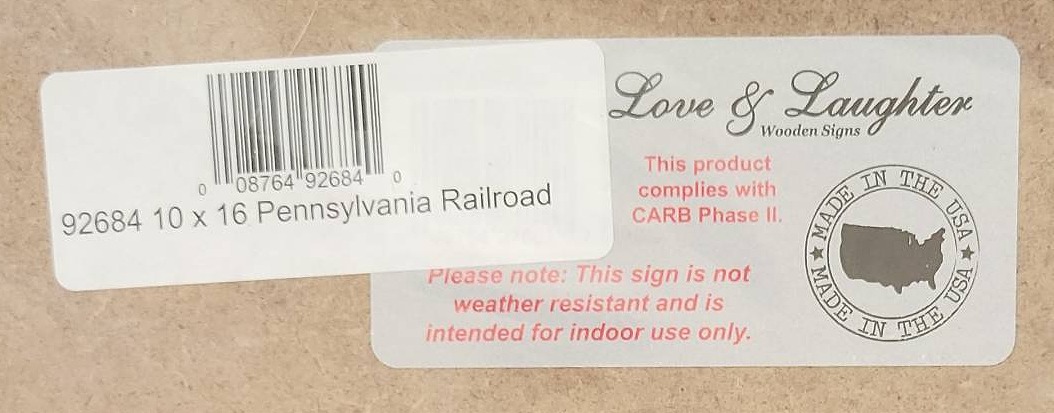 0 08764 92684 0
92684 10 x 16 Pennsylvania Railroad
Love & Laughter
Wooden Signs
This product
complies with
CARB Phase II.
Please note: This sign is not
weather resistant and is
intended for indoor use only.
★ MADE IN THE USA ★
MADE IN THE USA